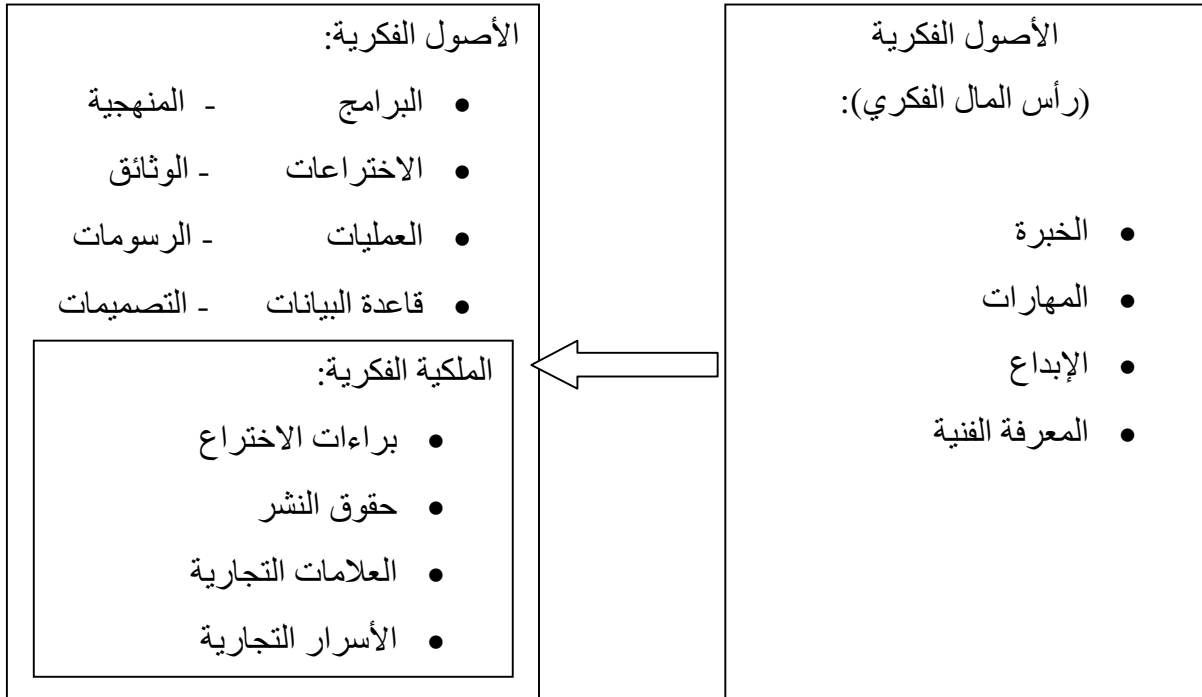 الأصول الفكرية
(رأس المال الفكري):
● الخبرة
● المهارات
● الإبداع
● المعرفة الفنية
الأصول الفكرية:
● البرامج - المنهجية
● الاختراعات - الوثائق
● العمليات - الرسومات
● قاعدة البيانات - التصميمات
الملكية الفكرية:
● براءات الاختراع
● حقوق النشر
● العلامات التجارية
● الأسرار التجارية